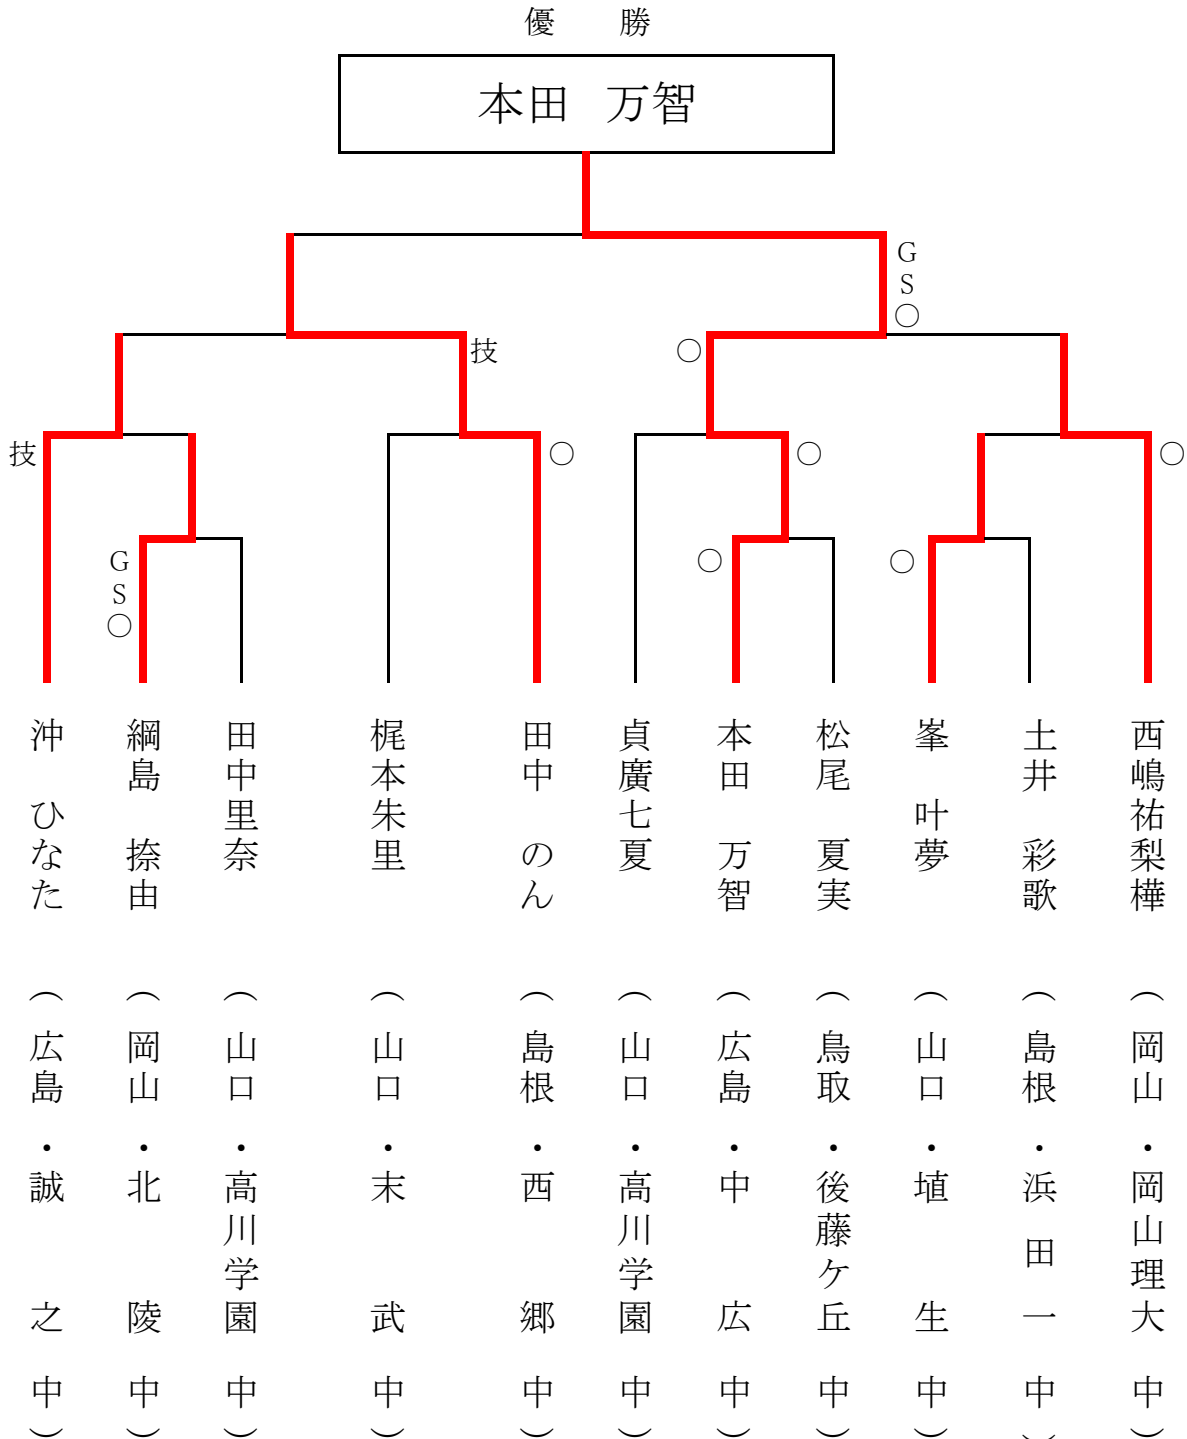 優 勝
本田 万智
GS○
技
○
技
○
○
○
GS○
○
○
沖 ひなた (広島・誠之中)
綱島 捺由 (岡山・北陵中)
田中里奈 (山口・高川学園中)
梶本朱里 (山口・末武中)
田中 のん (島根・西郷中)
貞廣七夏 (山口・高川学園中)
本田 万智 (広島・中広中)
松尾 夏実 (鳥取・後藤ケ丘中)
峯 叶夢 (山口・埴生中)
土井 彩歌 (島根・浜田一中)
西嶋祐梨樺 (岡山・岡山理大中)